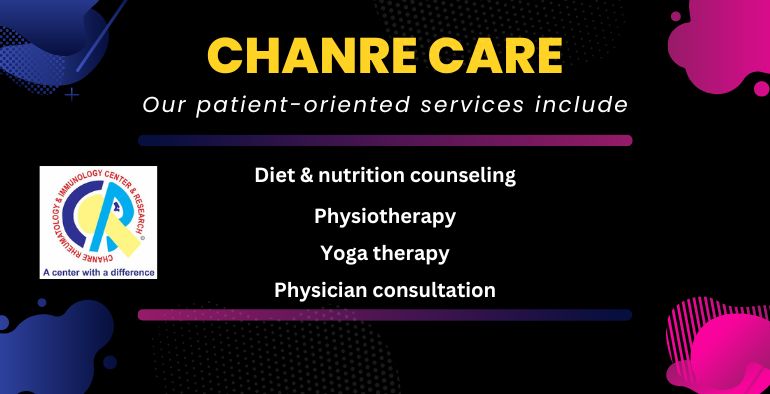 CHANRE CARE
Our patient-oriented services include
Diet & nutrition counseling
CHANRE RHEUMATOLOGY & IMMUNOLOGY CENTER & RESEARCH
A center with a difference
Physiotherapy
Yoga therapy
Physician consultation